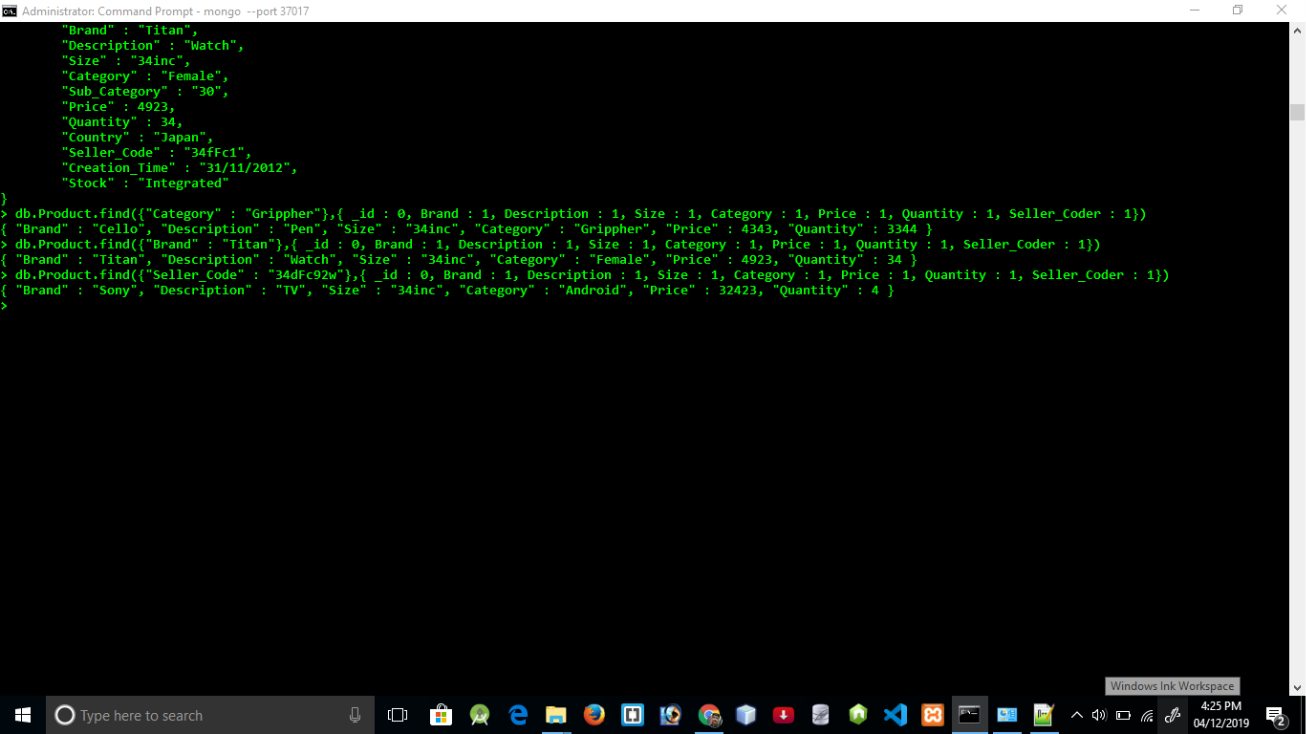 Administrator: Command Prompt - mongo --port 37017
"Brand" : "Titan",
"Description" : "Watch",
"Size" : "34inc",
"Category" : "Female",
"Sub_Category" : "30",
"Price" : 4923,
"Quantity" : 34,
"Country" : "Japan",
"Seller_Code" : "34fFc1",
"Creation_Time" : "31/11/2012",
"Stock" : "Integrated"
}
> db.Product.find({"Category" : "Grippher"},{ _id : 0, Brand : 1, Description : 1, Size : 1, Category : 1, Price : 1, Quantity : 1, Seller_Coder : 1})
{ "Brand" : "Cello", "Description" : "Pen", "Size" : "34inc", "Category" : "Grippher", "Price" : 4343, "Quantity" : 3344 }
> db.Product.find({"Brand" : "Titan"},{ _id : 0, Brand : 1, Description : 1, Size : 1, Category : 1, Price : 1, Quantity : 1, Seller_Coder : 1})
{ "Brand" : "Titan", "Description" : "Watch", "Size" : "34inc", "Category" : "Female", "Price" : 4923, "Quantity" : 34 }
> db.Product.find({"Seller_Code" : "34dFc92w"},{ _id : 0, Brand : 1, Description : 1, Size : 1, Category : 1, Price : 1, Quantity : 1, Seller_Coder : 1})
{ "Brand" : "Sony", "Description" : "TV", "Size" : "34inc", "Category" : "Android", "Price" : 32423, "Quantity" : 4 }
>
Windows Ink Workspace
Type here to search
4:25 PM
04/12/2019
2